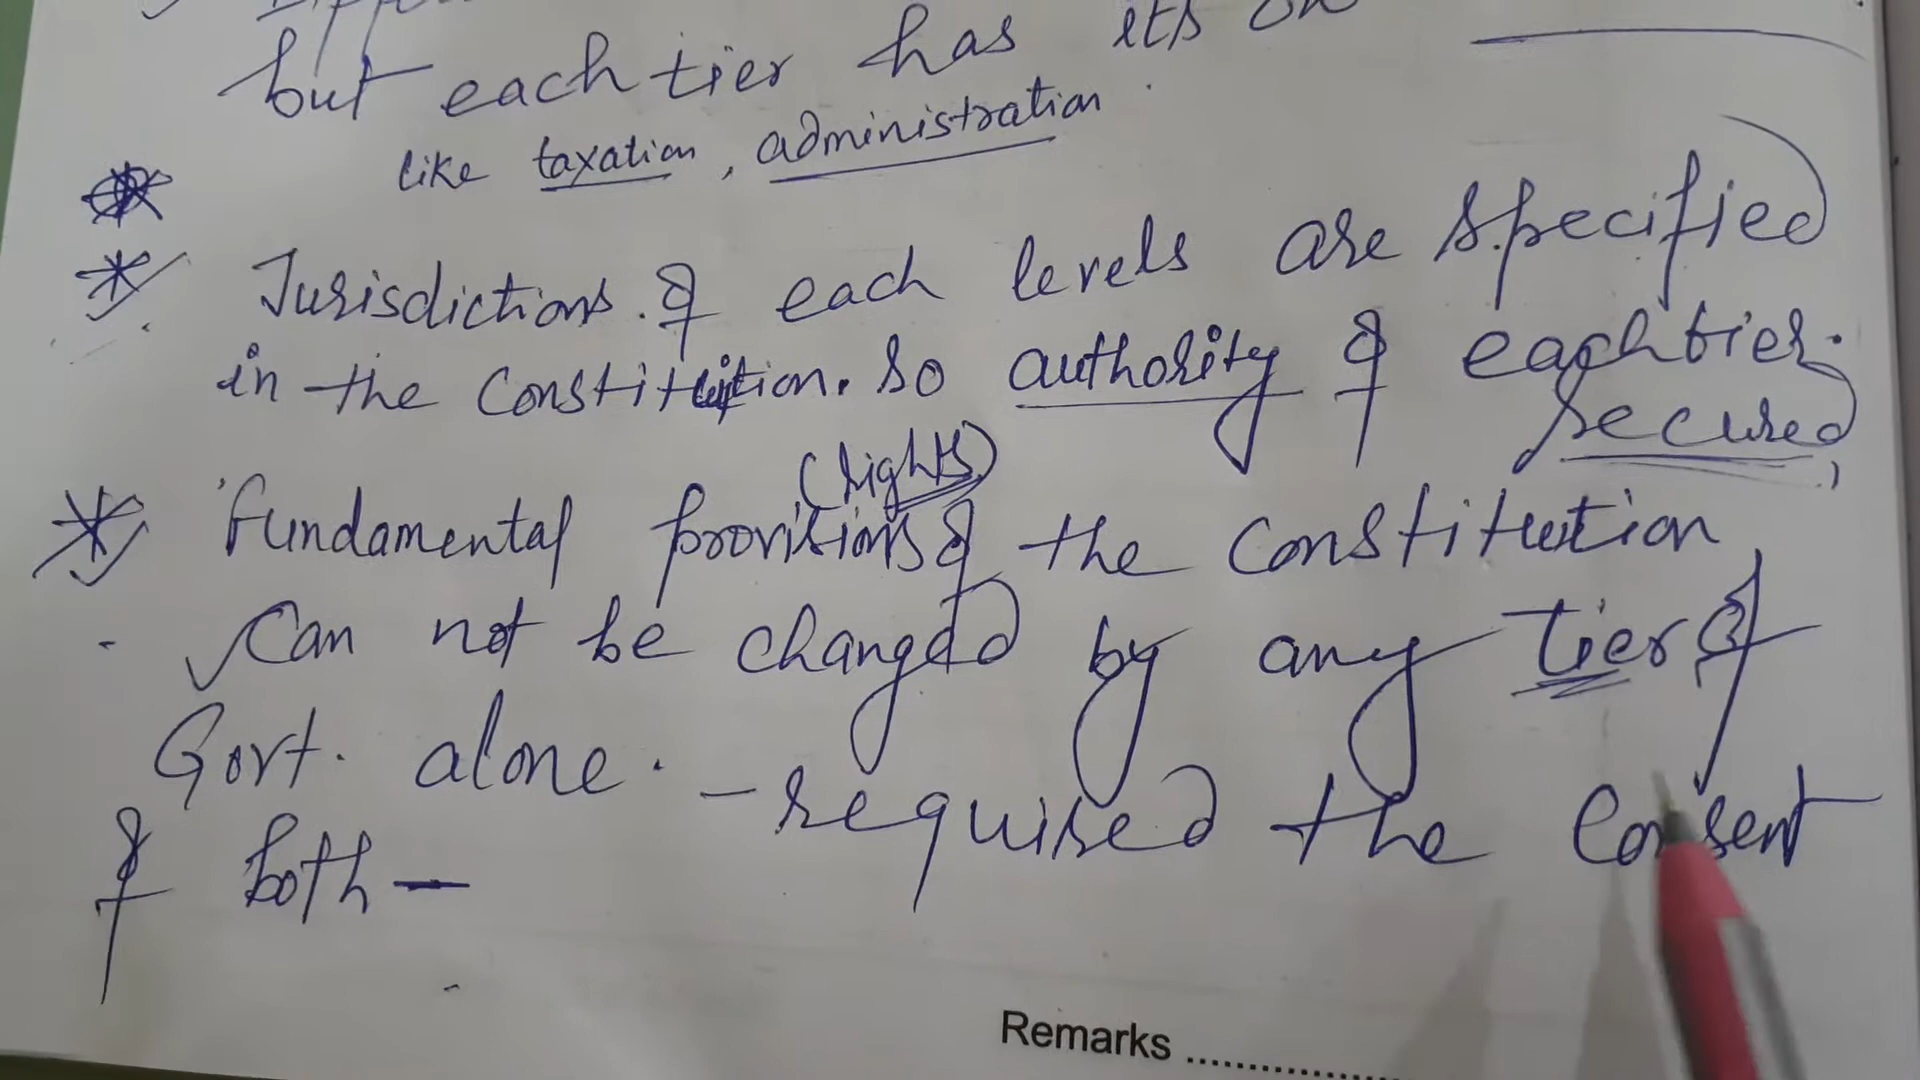 but each tier has its
like taxation, administration.
Jurisdictions of each levels are specified
in the Constitution. So authority of each tier.
secured
(rights)
Fundamental provisions of the Constitution
Can not be changed by any tier of
Govt. alone. – required the Consent
of both –
Remarks ....................